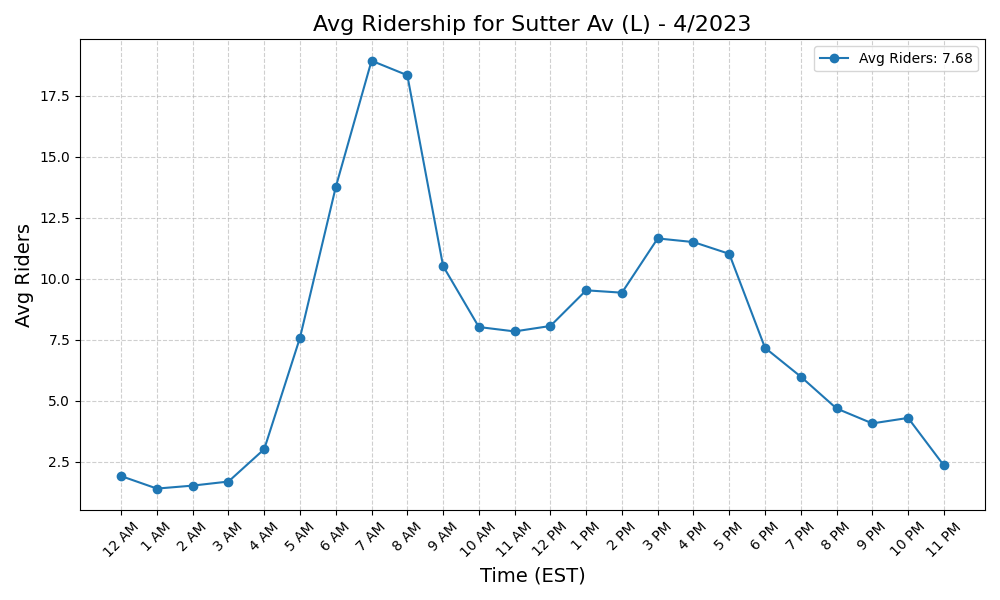 Avg Ridership for Sutter Av (L) - 4/2023
Avg Riders: 7.68
Avg Riders
17.5
15.0
12.5
10.0
7.5
5.0
2.5
12 AM
1 AM
2 AM
3 AM
4 AM
5 AM
6 AM
7 AM
8 AM
9 AM
10 AM
11 AM
12 PM
1 PM
2 PM
3 PM
4 PM
5 PM
6 PM
7 PM
8 PM
9 PM
10 PM
11 PM
Time (EST)